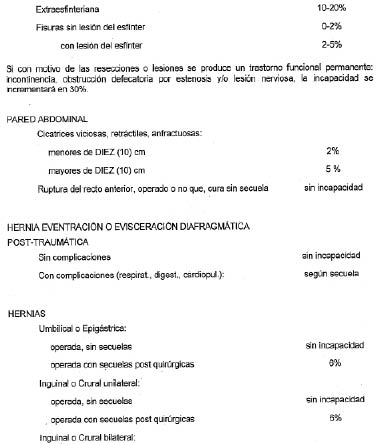 Extraesfinteriana 10-20%
Fisuras sin lesión del esfínter 0-2%
con lesión del esfínter 2-5%
Si con motivo de las resecciones o lesiones se produce un trastorno funcional permanente:
incontinencia, obstrucción defecatoria por estenosis y/o lesión nerviosa, la incapacidad se
incrementará en 30%.
PARED ABDOMINAL
Cicatrices viciosas, retráctiles, anfractuosas:
menores de DIEZ (10) cm 2%
mayores de DIEZ (10) cm 5 %
Ruptura del recto anterior, operado o no que, cura sin secuela sin incapacidad
HERNIA EVENTRACIÓN O EVISCERACIÓN DIAFRAGMÁTICA
POST-TRAUMÁTICA
Sin complicaciones sin incapacidad
Con complicaciones (respirat., digest., cardiopul.): según secuela
HERNIAS
Umbilical o Epigástrica:
operada, sin secuelas sin incapacidad
operada con secuelas post quirúrgicas 6%
Inguinal o Crural unilateral:
operada, sin secuelas sin incapacidad
operada con secuelas post quirúrgicas 6%
Inguinal o Crural bilateral: